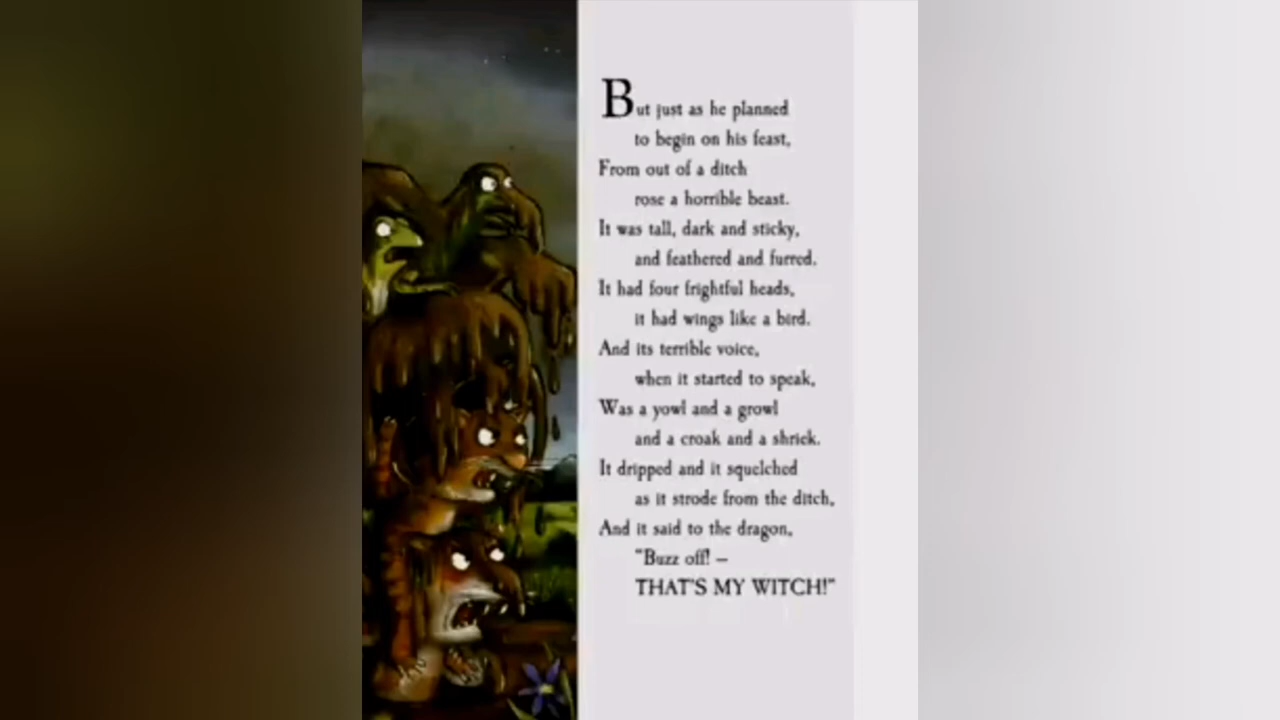 But just as he planned
to begin on his feast,
From out of a ditch
rose a horrible beast.
It was tall, dark and sticky,
and feathered and furred.
It had four frightful heads,
it had wings like a bird.
And its terrible voice,
when it started to speak,
Was a yowl and a growl
and a croak and a shriek.
It dripped and it squelched
as it strode from the ditch,
And it said to the dragon,
"Buzz off! –
THAT'S MY WITCH!"